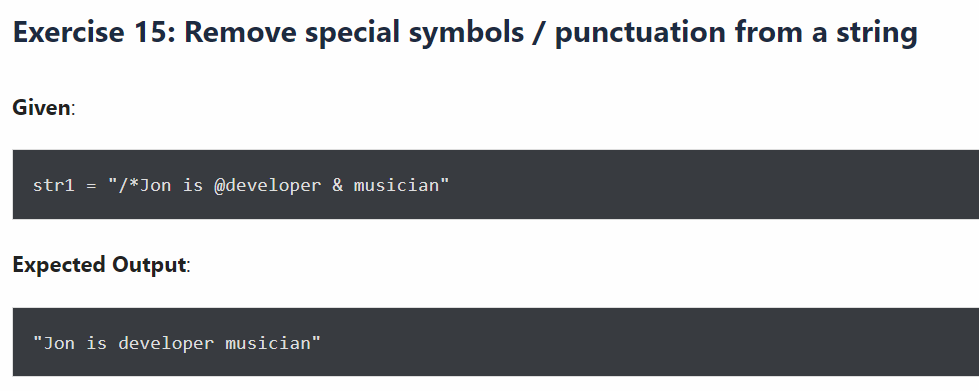 Exercise 15: Remove special symbols / punctuation from a string
Given:
str1 = "/*Jon is @developer & musician"
Expected Output:
"Jon is developer musician"